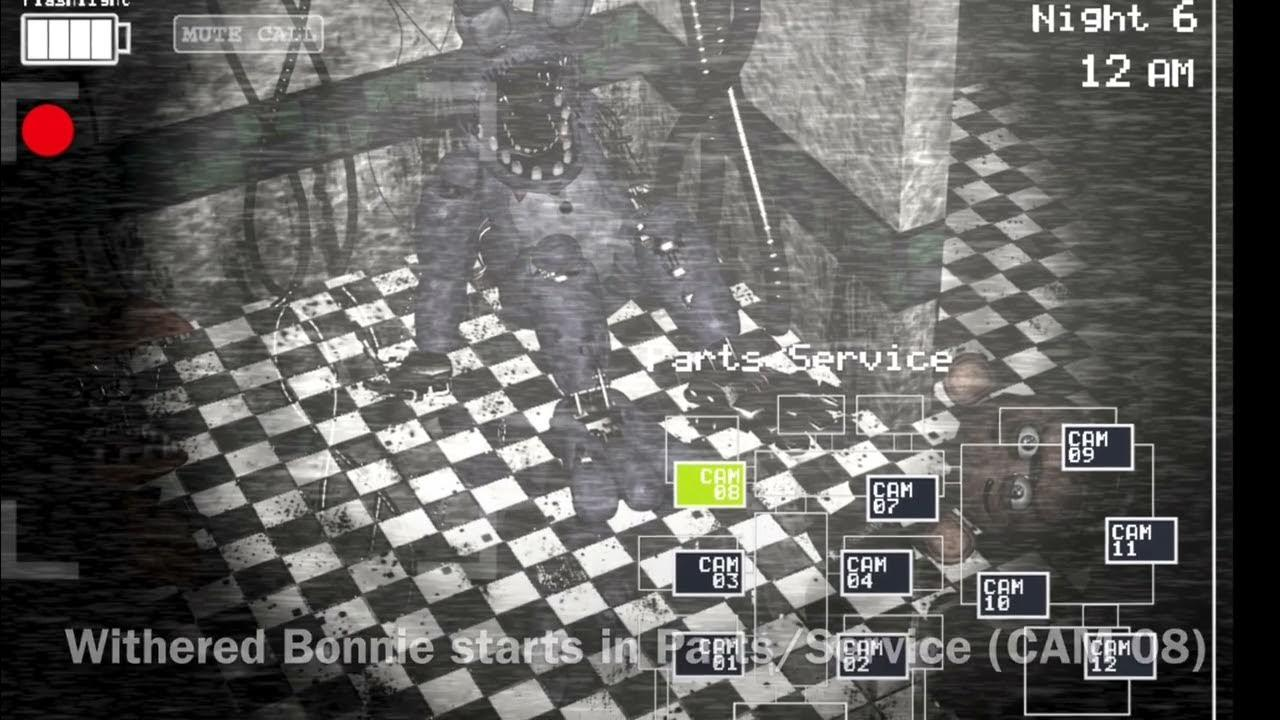 Flashlight
MUTE CALL
Night 6
12 AM
Parts/Service
CAM
09
CAM
08
CAM
07
CAM
11
CAM
03
CAM
04
CAM
10
CAM
01
CAM
02
CAM
12
Withered Bonnie starts in Parts/Service (CAM 08)